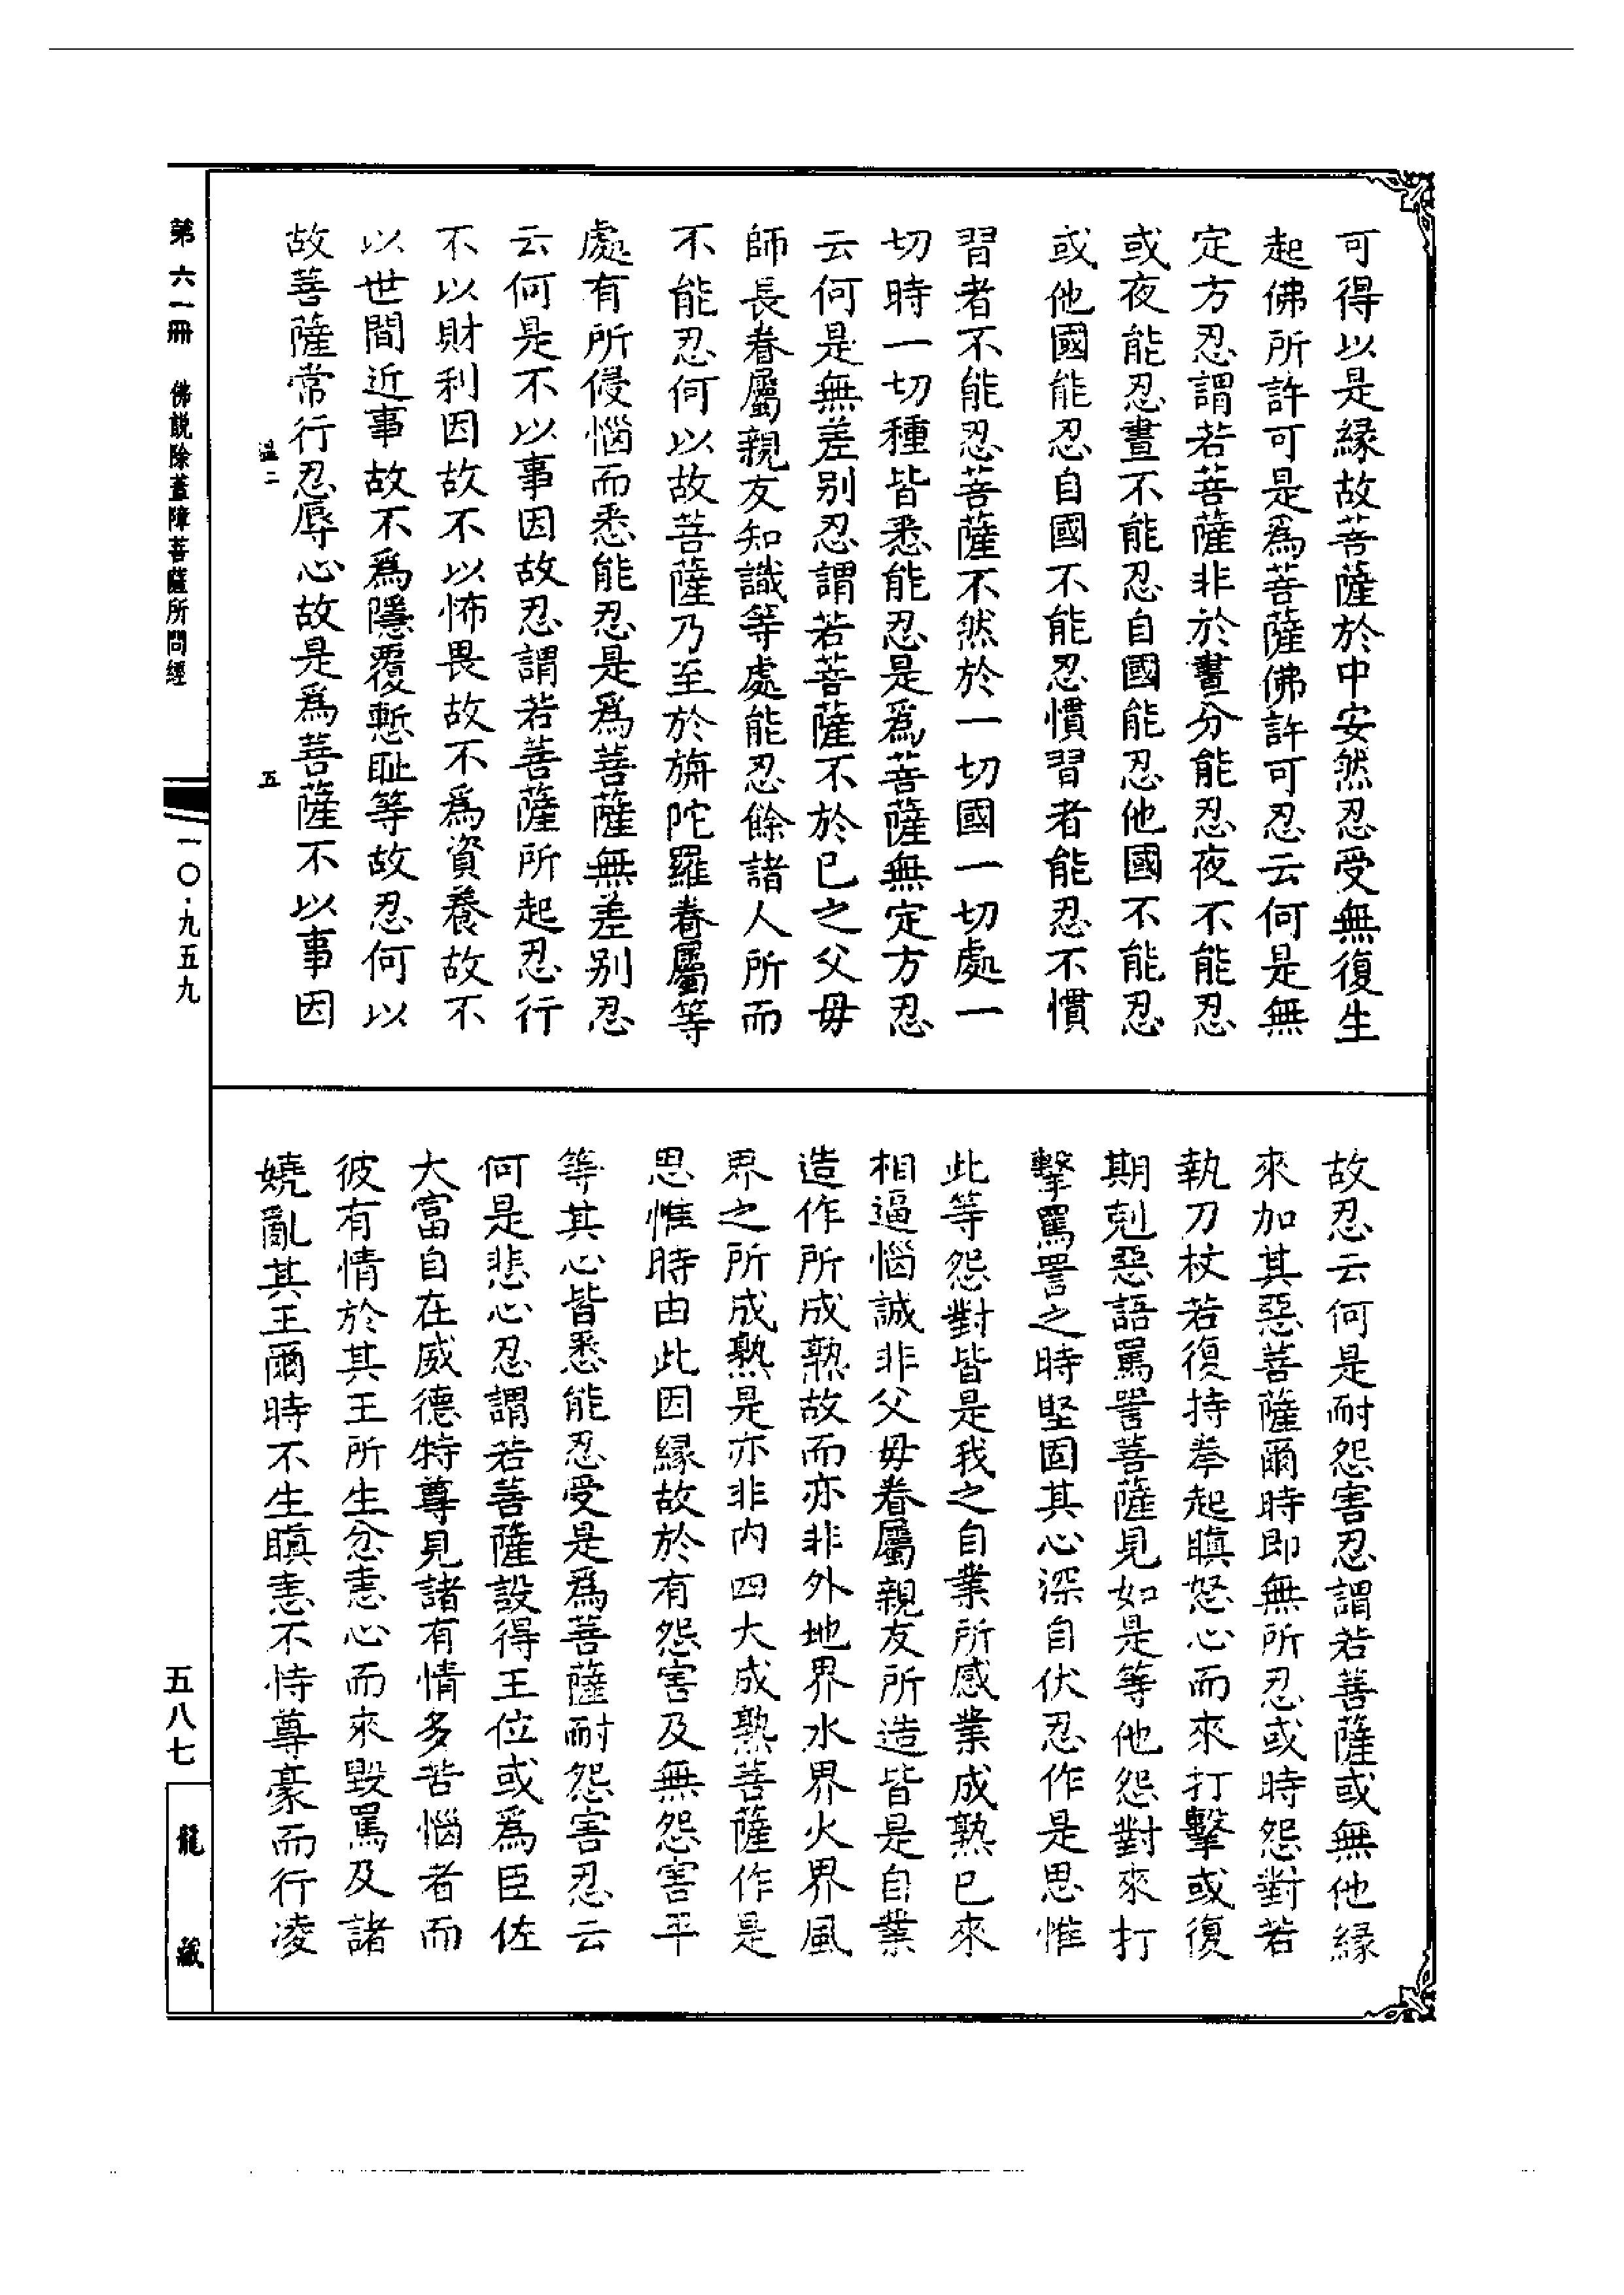 可得以是緣故菩薩於中安然忍受無復生
起佛所許可是為菩薩佛許可忍云何是無
定方忍謂若菩薩非於晝分能忍夜不能忍
或夜能忍晝不能忍自國能忍他國不能忍
或他國能忍自國不能忍慣習者能忍不慣
習者不能忍菩薩不然於一切國一切處一
切時一切種皆悉能忍是爲菩薩無定方忍
云何是無差别忍謂若菩薩不於已之父母
師長眷屬親友知識等處能忍餘諸人所而
不能忍何以故菩薩乃至於旃陀羅眷屬等
處有所侵惱而悉能忍是爲菩薩無差别忍
云何是不以事因故忍謂若菩薩所起忍行
不以財利因故不以怖畏故不爲資養故不
以世間近事故不爲隱覆慙耻等故忍何以
故菩薩常行忍辱心故是爲菩薩不以事因
故忍云何是耐怨害忍謂若菩薩或無他緣
來加其惡菩薩爾時即無所忍或時怨對若
執刀杖若復持拳起瞋怒心而來打擊或復
期剋惡語罵詈菩薩見如是等他怨對來打
擊罵詈之時堅固其心深自伏忍作是思惟
此等怨對皆是我之自業所感業成熟已來
相逼惱誠非父母眷屬親友所造皆是自業
造作所成熟故而亦非外地界水界火界風
界之所成熟是亦非内四大成熟菩薩作是
思惟時由此因緣故於有怨害及無怨害平
等其心皆悉能忍受是爲菩薩耐怨害忍云
何是悲心忍謂若菩薩設得王位或爲臣佐
大富自在威德特尊見諸有情多苦惱者而
彼有情於其王所生忿恚心而來毀罵及諸
嬈亂其王爾時不生瞋恚不恃尊豪而行凌
温二
五
第六一冊
佛説除蓋障菩薩所問經
一〇·九五九
五八七
龍藏